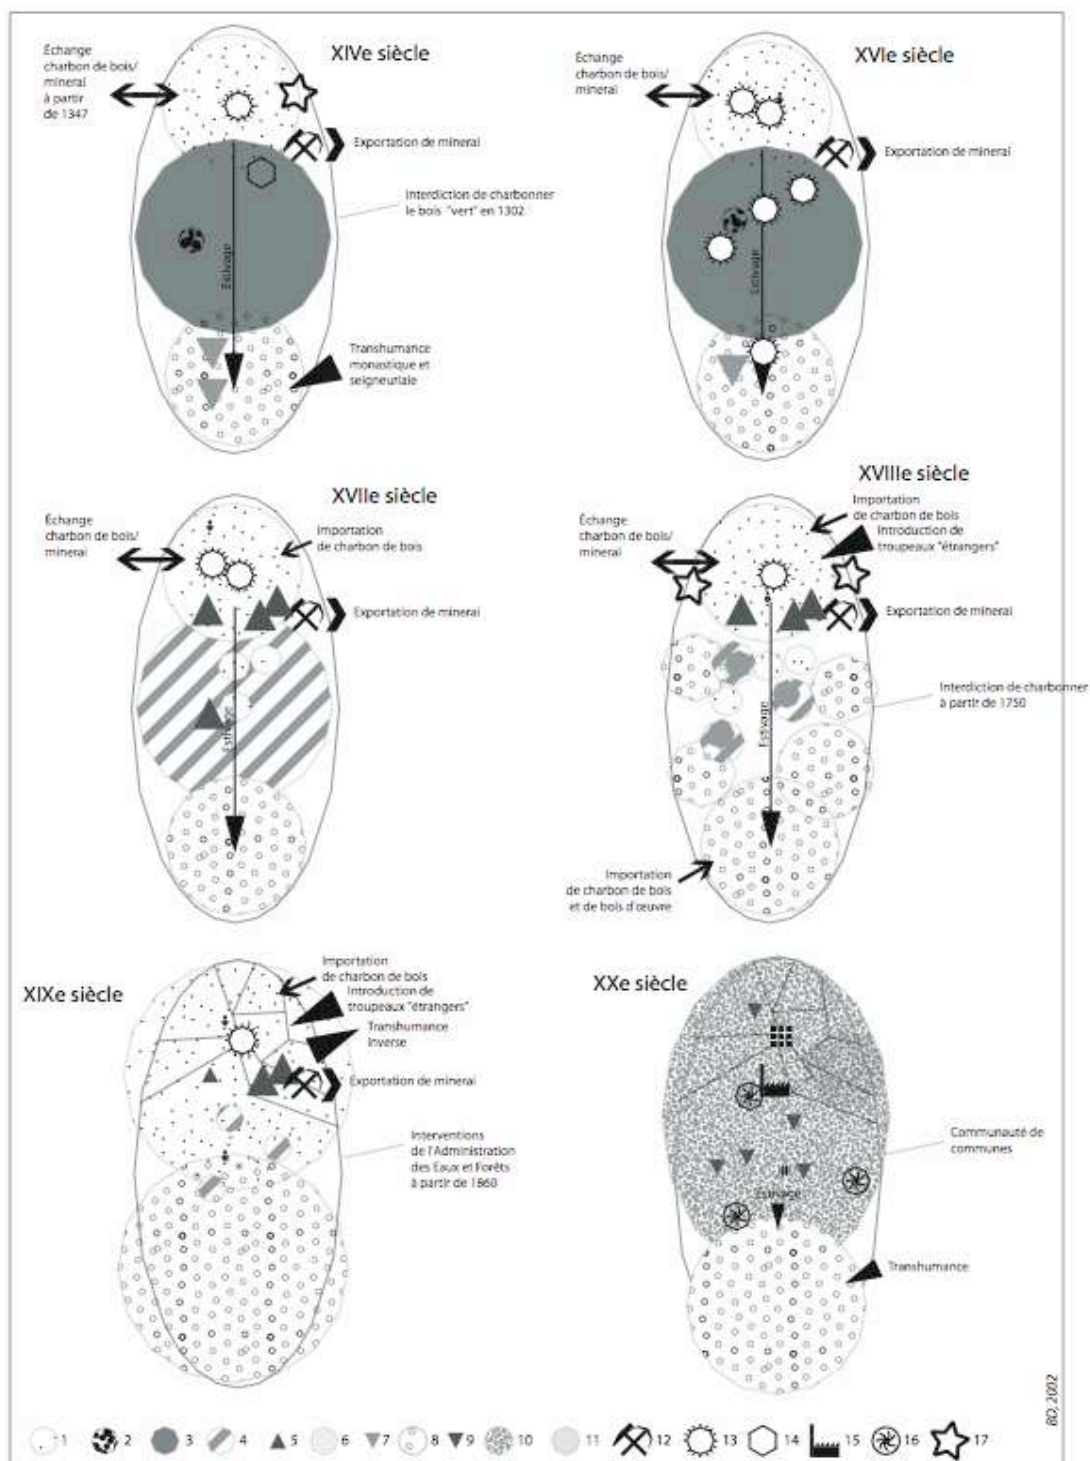 XIVe siècle
Échange
charbon de bois/
minerai
à partir
de 1347
Exportation de minerai
Interdiction de charbonner
le bois "vert" en 1302
Estivage
Transhumance
monastique et
seigneuriale
XVIe siècle
Échange
charbon de bois/
minerai
Exportation de minerai
Estivage
XVIIe siècle
Échange
charbon de bois/
minerai
Importation
de charbon de bois
Exportation de minerai
Estivage
XVIIIe siècle
Échange
charbon de bois/
minerai
Importation
de charbon de bois
Introduction de
troupeaux "étrangers"
Exportation de minerai
Interdiction de charbonner
à partir de 1750
Estivage
Importation
de charbon de bois
et de bois d'œuvre
XIXe siècle
Importation
de charbon de bois
Introduction de
troupeaux "étrangers"
Transhumance
Inverse
Exportation de minerai
Interventions
de l'Administration
des Eaux et Forêts
à partir de 1860
XXe siècle
Communauté de
communes
Estivage
Transhumance
BD, 2002
1 2 3 4 5 6 7 8 9 10 11 12 13 14 15 16 17